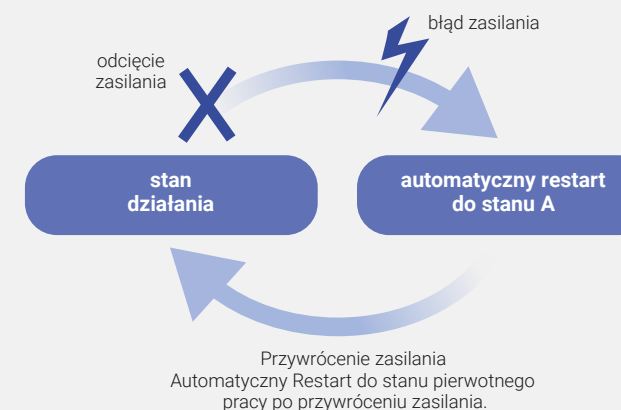 błąd zasilania
odcięcie
zasilania
stan
działania
automatyczny restart
do stanu A
Przywrócenie zasilania
Automatyczny Restart do stanu pierwotnego
pracy po przywróceniu zasilania.